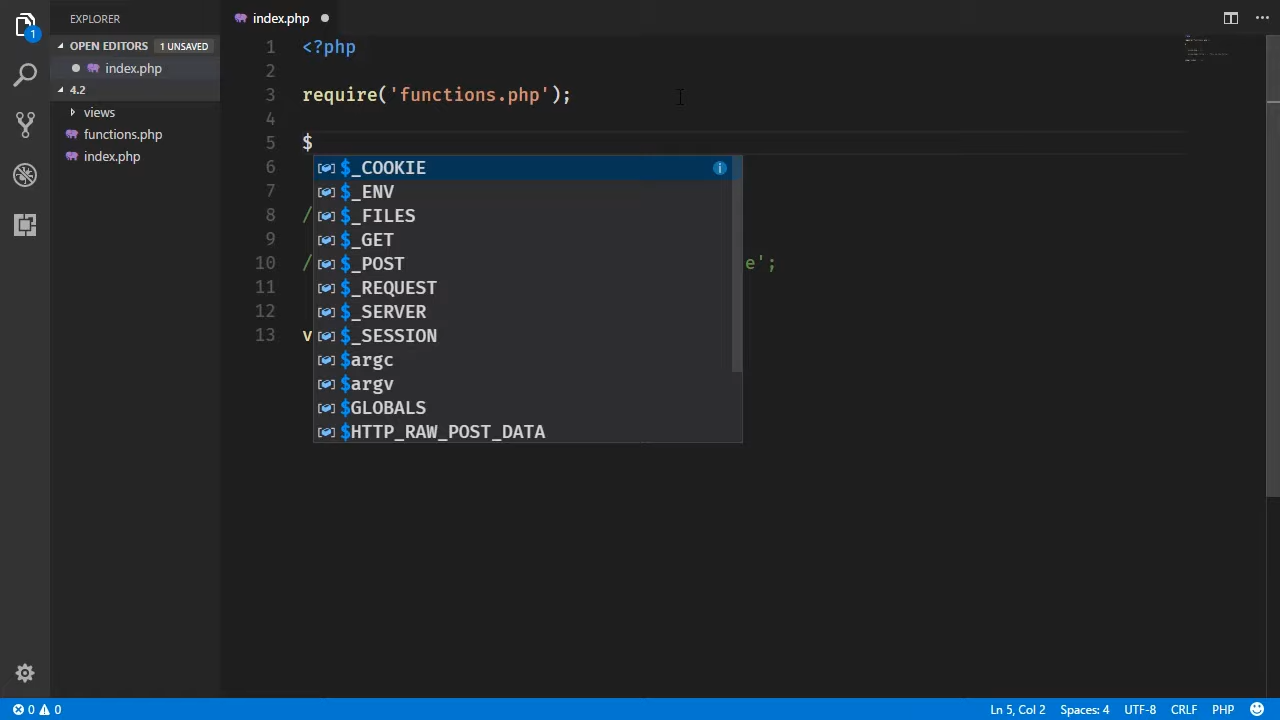 EXPLORER
index.php
OPEN EDITORS 1 UNSAVED
index.php
4.2
views
functions.php
index.php
1
1 <?php
2
3 require('functions.php');
4
5 $
6 $_COOKIE
7 $_ENV
8 / $_FILES
9 $_GET
10 / $_POST e';
11 $_REQUEST
12 $_SERVER
13 v $_SESSION
$argc
$argv
$GLOBALS
$HTTP_RAW_POST_DATA
0 0 Ln 5, Col 2 Spaces: 4 UTF-8 CRLF PHP